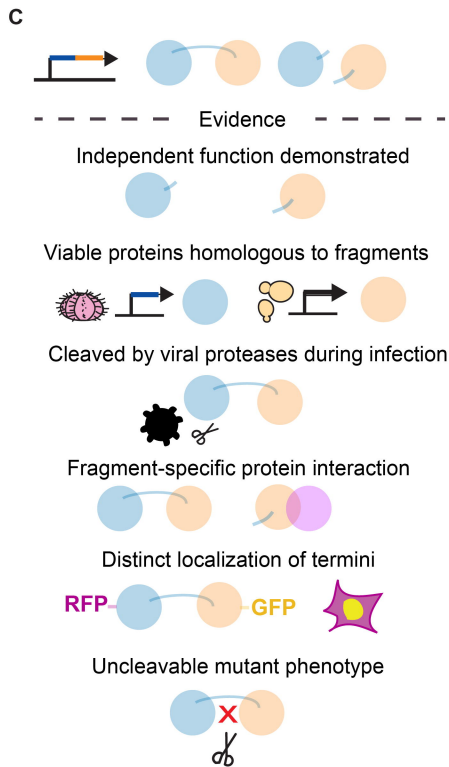 C
Evidence
Independent function demonstrated
Viable proteins homologous to fragments
Cleaved by viral proteases during infection
Fragment-specific protein interaction
Distinct localization of termini
RFP GFP
Uncleavable mutant phenotype
X